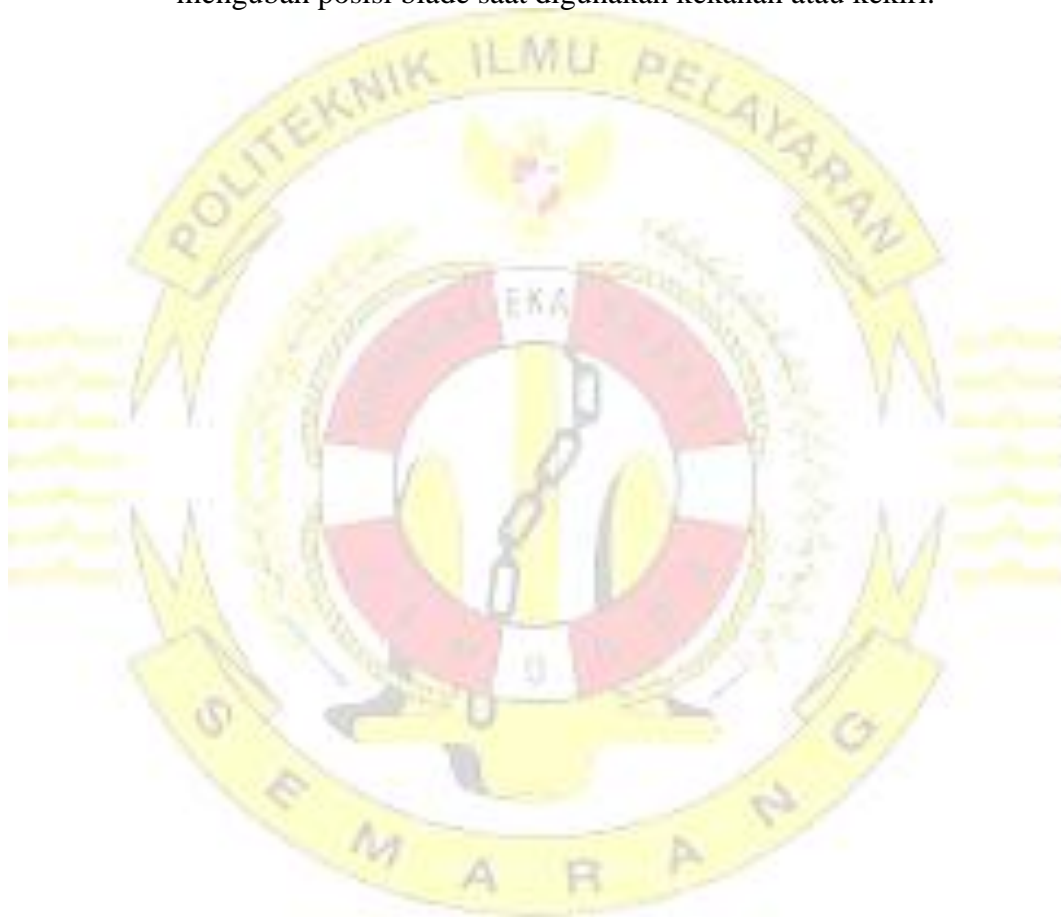 mengubah posisi blade saat digunakan kekanan atau kekiri.
POLITEKNIK ILMU PELAYARAN
EKA
SEMARANG